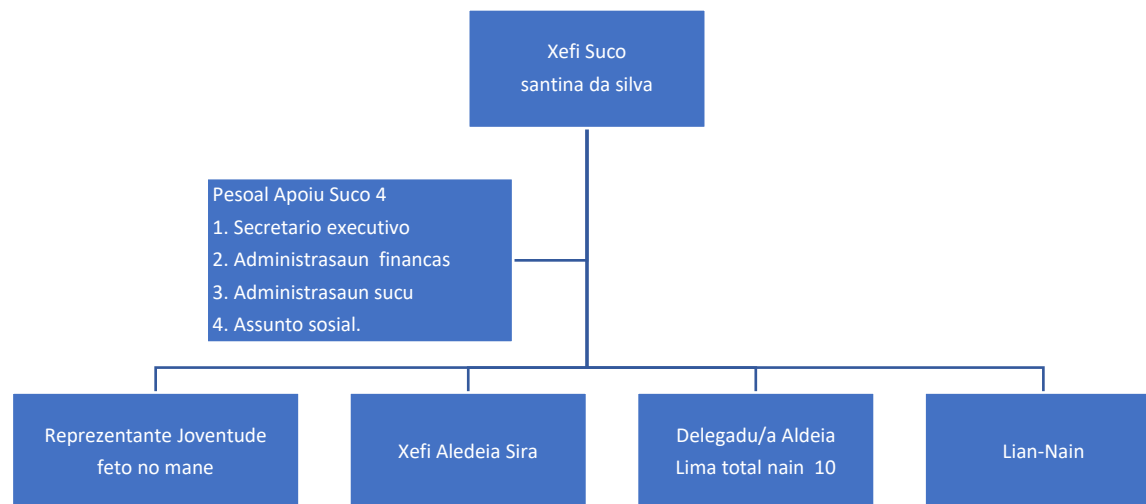 Xefi Suco
santina da silva
Pesoal Apoiu Suco 4
1. Secretario executivo
2. Administrasaun  financas
3. Administrasaun sucu
4. Assunto sosial.
Reprezentante Joventude
feto no mane
Xefi Aledeia Sira
Delegadu/a Aldeia
Lima total nain  10
Lian-Nain